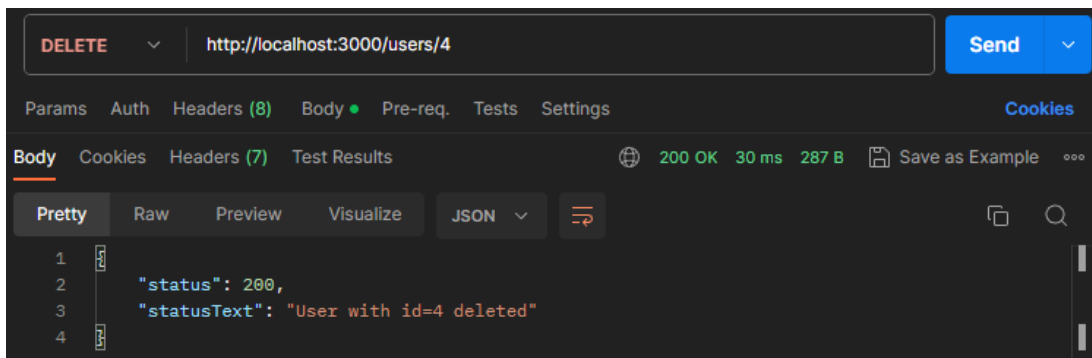 DELETE http://localhost:3000/users/4 Send
Params Auth Headers (8) Body Pre-req. Tests Settings Cookies
Body Cookies Headers (7) Test Results 200 OK 30 ms 287 B Save as Example
Pretty Raw Preview Visualize JSON
1 {
2 "status": 200,
3 "statusText": "User with id=4 deleted"
4 }